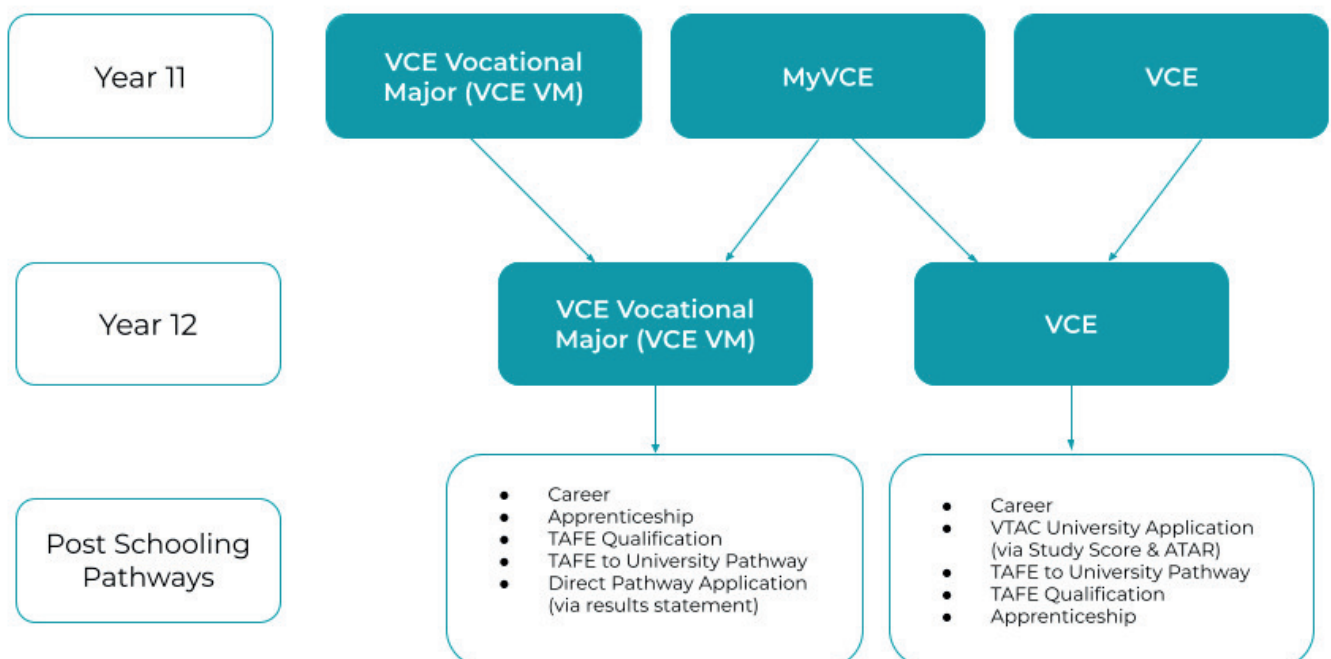 Year 11
VCE Vocational
Major (VCE VM)
MyVCE
VCE
Year 12
VCE Vocational
Major (VCE VM)
VCE
Post Schooling
Pathways
● Career
● Apprenticeship
● TAFE Qualification
● TAFE to University Pathway
● Direct Pathway Application
(via results statement)
● Career
● VTAC University Application
(via Study Score & ATAR)
● TAFE to University Pathway
● TAFE Qualification
● Apprenticeship